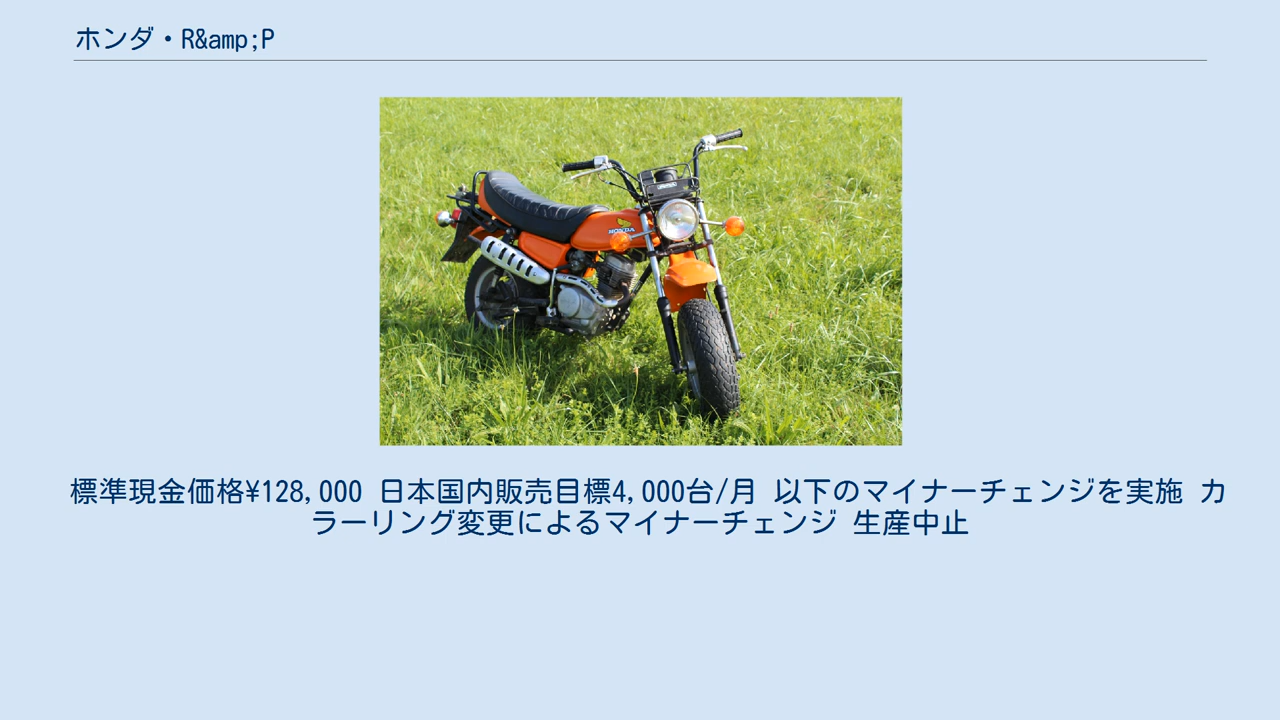 ホンダ・R&amp;P
HONDA
標準現金価格¥128,000 日本国内販売目標4,000台/月 以下のマイナーチェンジを実施 カ
ラーリング変更によるマイナーチェンジ 生産中止